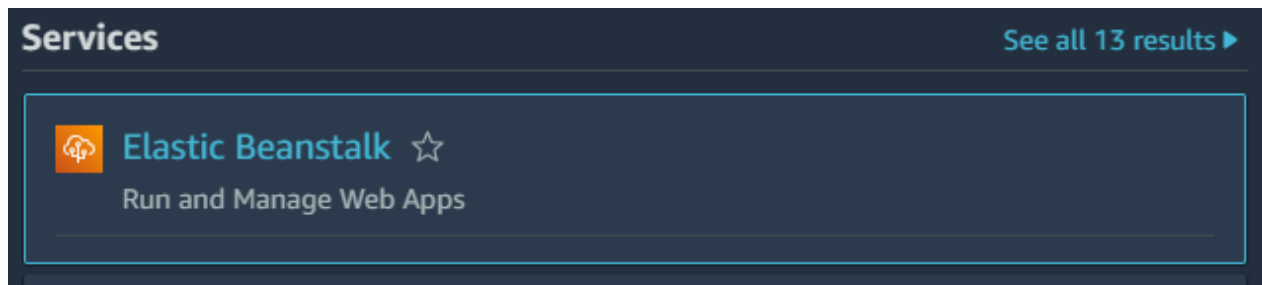 Services
See all 13 results
Elastic Beanstalk
Run and Manage Web Apps